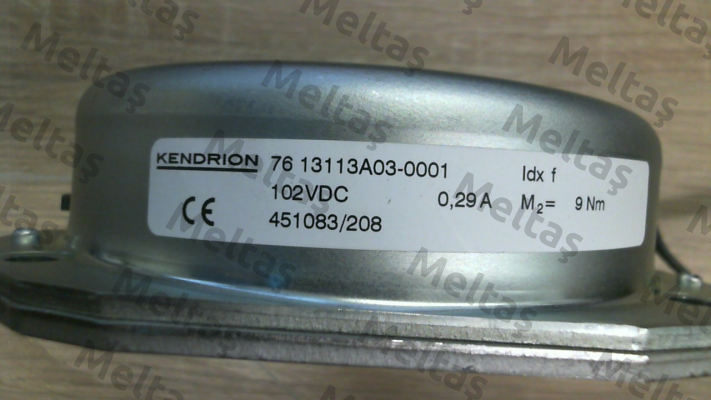 KENDRION 76 13113A03-0001 Idx f
102VDC 0,29 A M2= 9 Nm
CE 451083/208
Meltaş